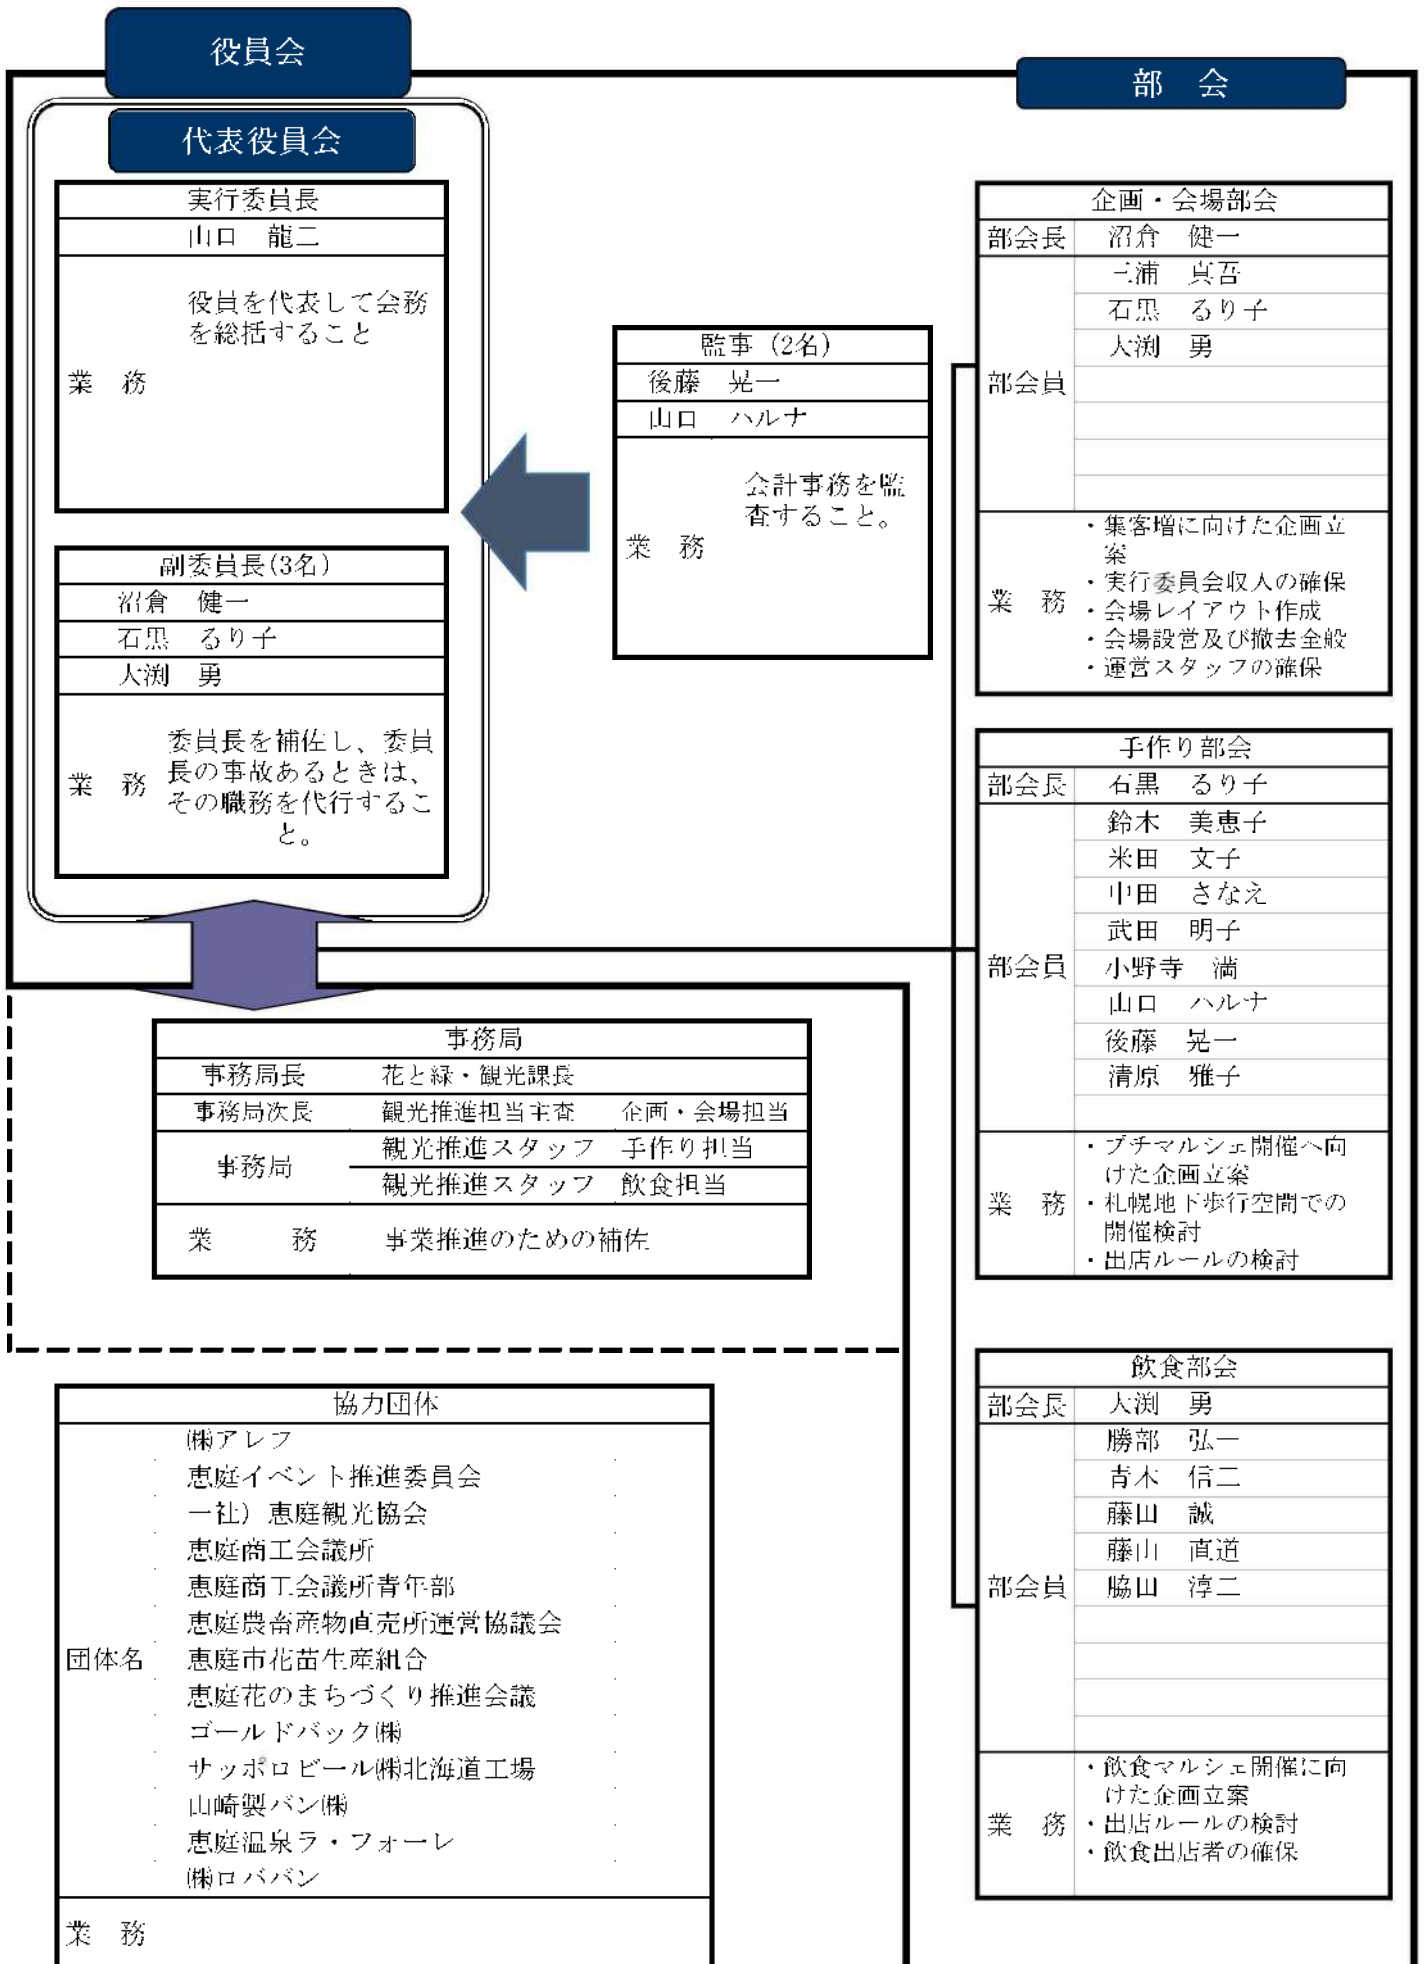 役員会
代表役員会
実行委員長
山口 龍二
業 務
役員を代表して会務
を総括すること
副委員長(3名)
沼倉 健一
石黒 るり子
大渕 勇
業 務
委員長を補佐し、委員
長の事故あるときは、
その職務を代行するこ
と。
監事(2名)
後藤 晃一
山口 ハルナ
業 務
会計事務を監
査すること。
部 会
企画・会場部会
部会長 沼倉 健一
部会員
三浦 真吾
石黒 るり子
大渕 勇
業 務
・集客増に向けた企画立
案
・実行委員会収入の確保
・会場レイアウト作成
・会場設営及び撤去全般
・運営スタッフの確保
手作り部会
部会長 石黒 るり子
部会員
鈴木 美恵子
米田 文子
中田 さなえ
武田 明子
小野寺 満
山口 ハルナ
後藤 晃一
清原 雅子
業 務
・プチマルシェ開催へ向
けた企画立案
・札幌地下歩行空間での
開催検討
・出店ルールの検討
飲食部会
部会長 大渕 勇
部会員
勝部 弘一
青木 信二
藤田 誠
藤山 直道
脇田 淳二
業 務
・飲食マルシェ開催に向
けた企画立案
・出店ルールの検討
・飲食出店者の確保
事務局
事務局長 花と緑・観光課長
事務局次長 観光推進担当主査 企画・会場担当
事務局
観光推進スタッフ 手作り担当
観光推進スタッフ 飲食担当
業 務 事業推進のための補佐
協力団体
団体名
㈱アレフ
恵庭イベント推進委員会
一社）恵庭観光協会
恵庭商工会議所
恵庭商工会議所青年部
恵庭農畜産物直売所運営協議会
恵庭市花苗生産組合
恵庭花のまちづくり推進会議
ゴールドパック㈱
サッポロビール㈱北海道工場
山崎製パン㈱
恵庭温泉ラ・フォーレ
㈱ロバパン
業 務